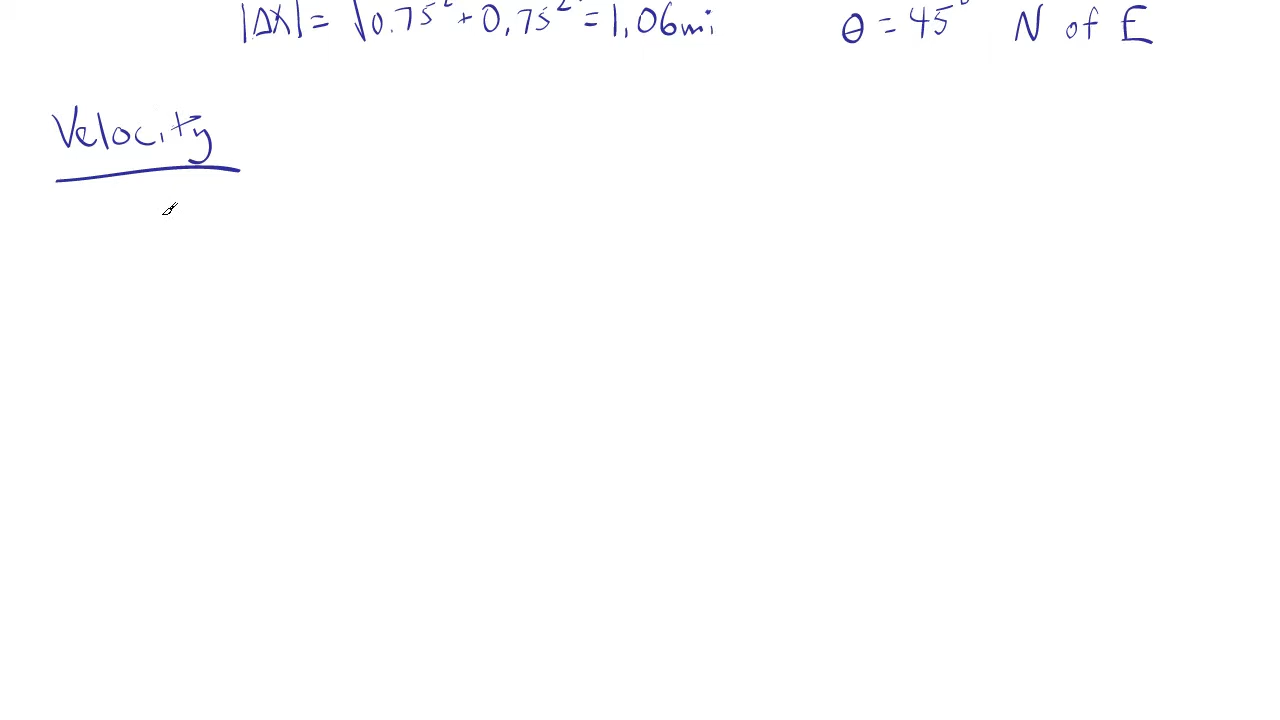 |ΔX| = √0.75² + 0.75² = 1.06mi θ = 45° N of E
Velocity